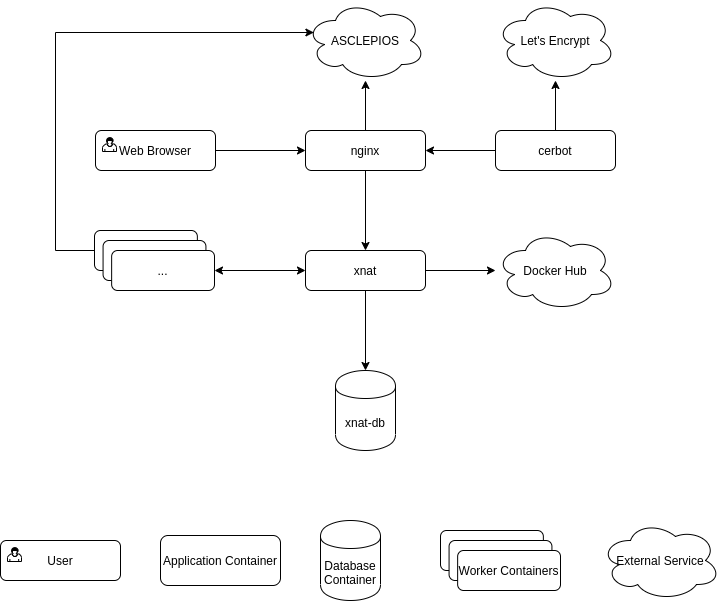 ASCLEPIOS
Let's Encrypt
Web Browser
nginx
cerbot
...
xnat
Docker Hub
xnat-db
User
Application Container
Database
Container
Worker Containers
External Service